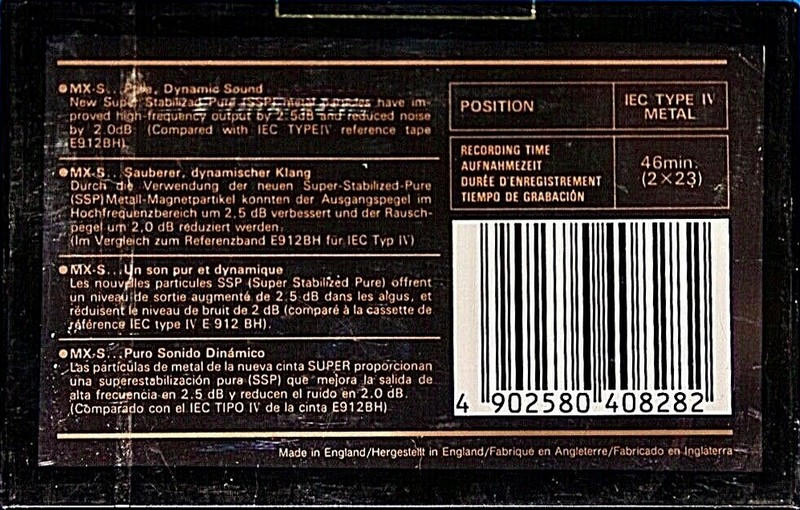 MX-S...Pure, Dynamic Sound
New Super Stabilized Pure (SSP) metal particles have im-
proved high-frequency output by 2.5dB and reduced noise
by 2.0dB (Compared with IEC TYPEIV reference tape
E912BH)
MX-S...Sauberer, dynamischer Klang
Durch die Verwendung der neuen Super-Stabilized-Pure
(SSP)Metall-Magnetpartikel konnten der Ausgangspegel im
Hochfrequenzbereich um 2,5 dB verbessert und der Rausch-
pegel um 2,0 dB reduziert werden.
(Im Vergleich zum Referenzband E912BH für IEC Typ IV)
MX-S...Un son pur et dynamique
Les nouvelles particules SSP (Super Stabilized Pure) offrent
un niveau de sortie augmenté de 2.5 dB dans les algus, et
réduisent le niveau de bruit de 2 dB (comparé à la cassette de
référence IEC type IV E 912 BH).
MX-S...Puro Sonido Dinámico
Las partículas de metal de la nueva cinta SUPER proporcionan
una superestabilización pura (SSP) que mejora la salida de
alta frecuencia en 2.5 dB y reducen el ruido en 2.0 dB.
(Comparado con el IEC TIPO IV de la cinta E912BH)
POSITION
IEC TYPE IV
METAL
RECORDING TIME
AUFNAHMEZEIT
DURÉE D'ENREGISTREMENT
TIEMPO DE GRABACIÓN
46min.
(2×23)
4 902580 408282
Made in England/Hergestellt in England/Fabriqué en Angleterre/Fabricado en Inglaterra